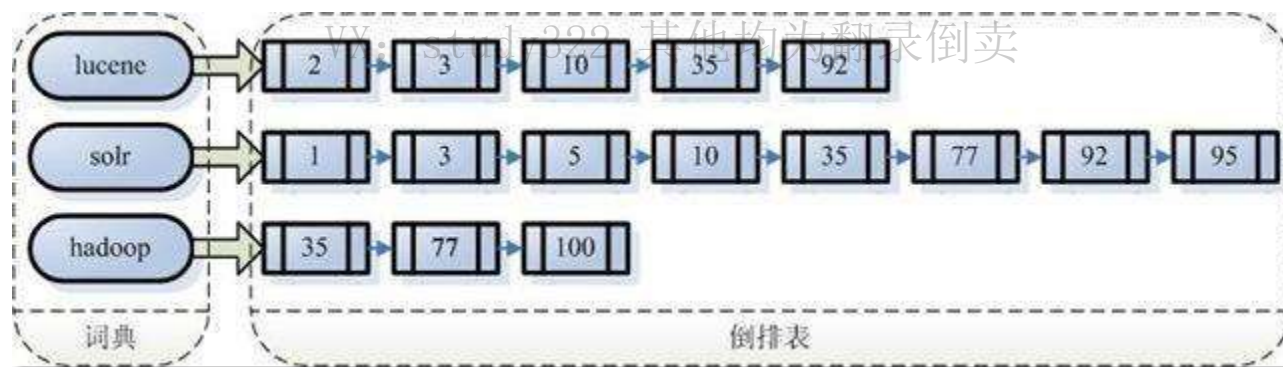 VX: stud 322 其他均为翻录倒卖
lucene 2 3 10 35 92
solr 1 3 5 10 35 77 92 95
hadoop 35 77 100
词典 倒排表